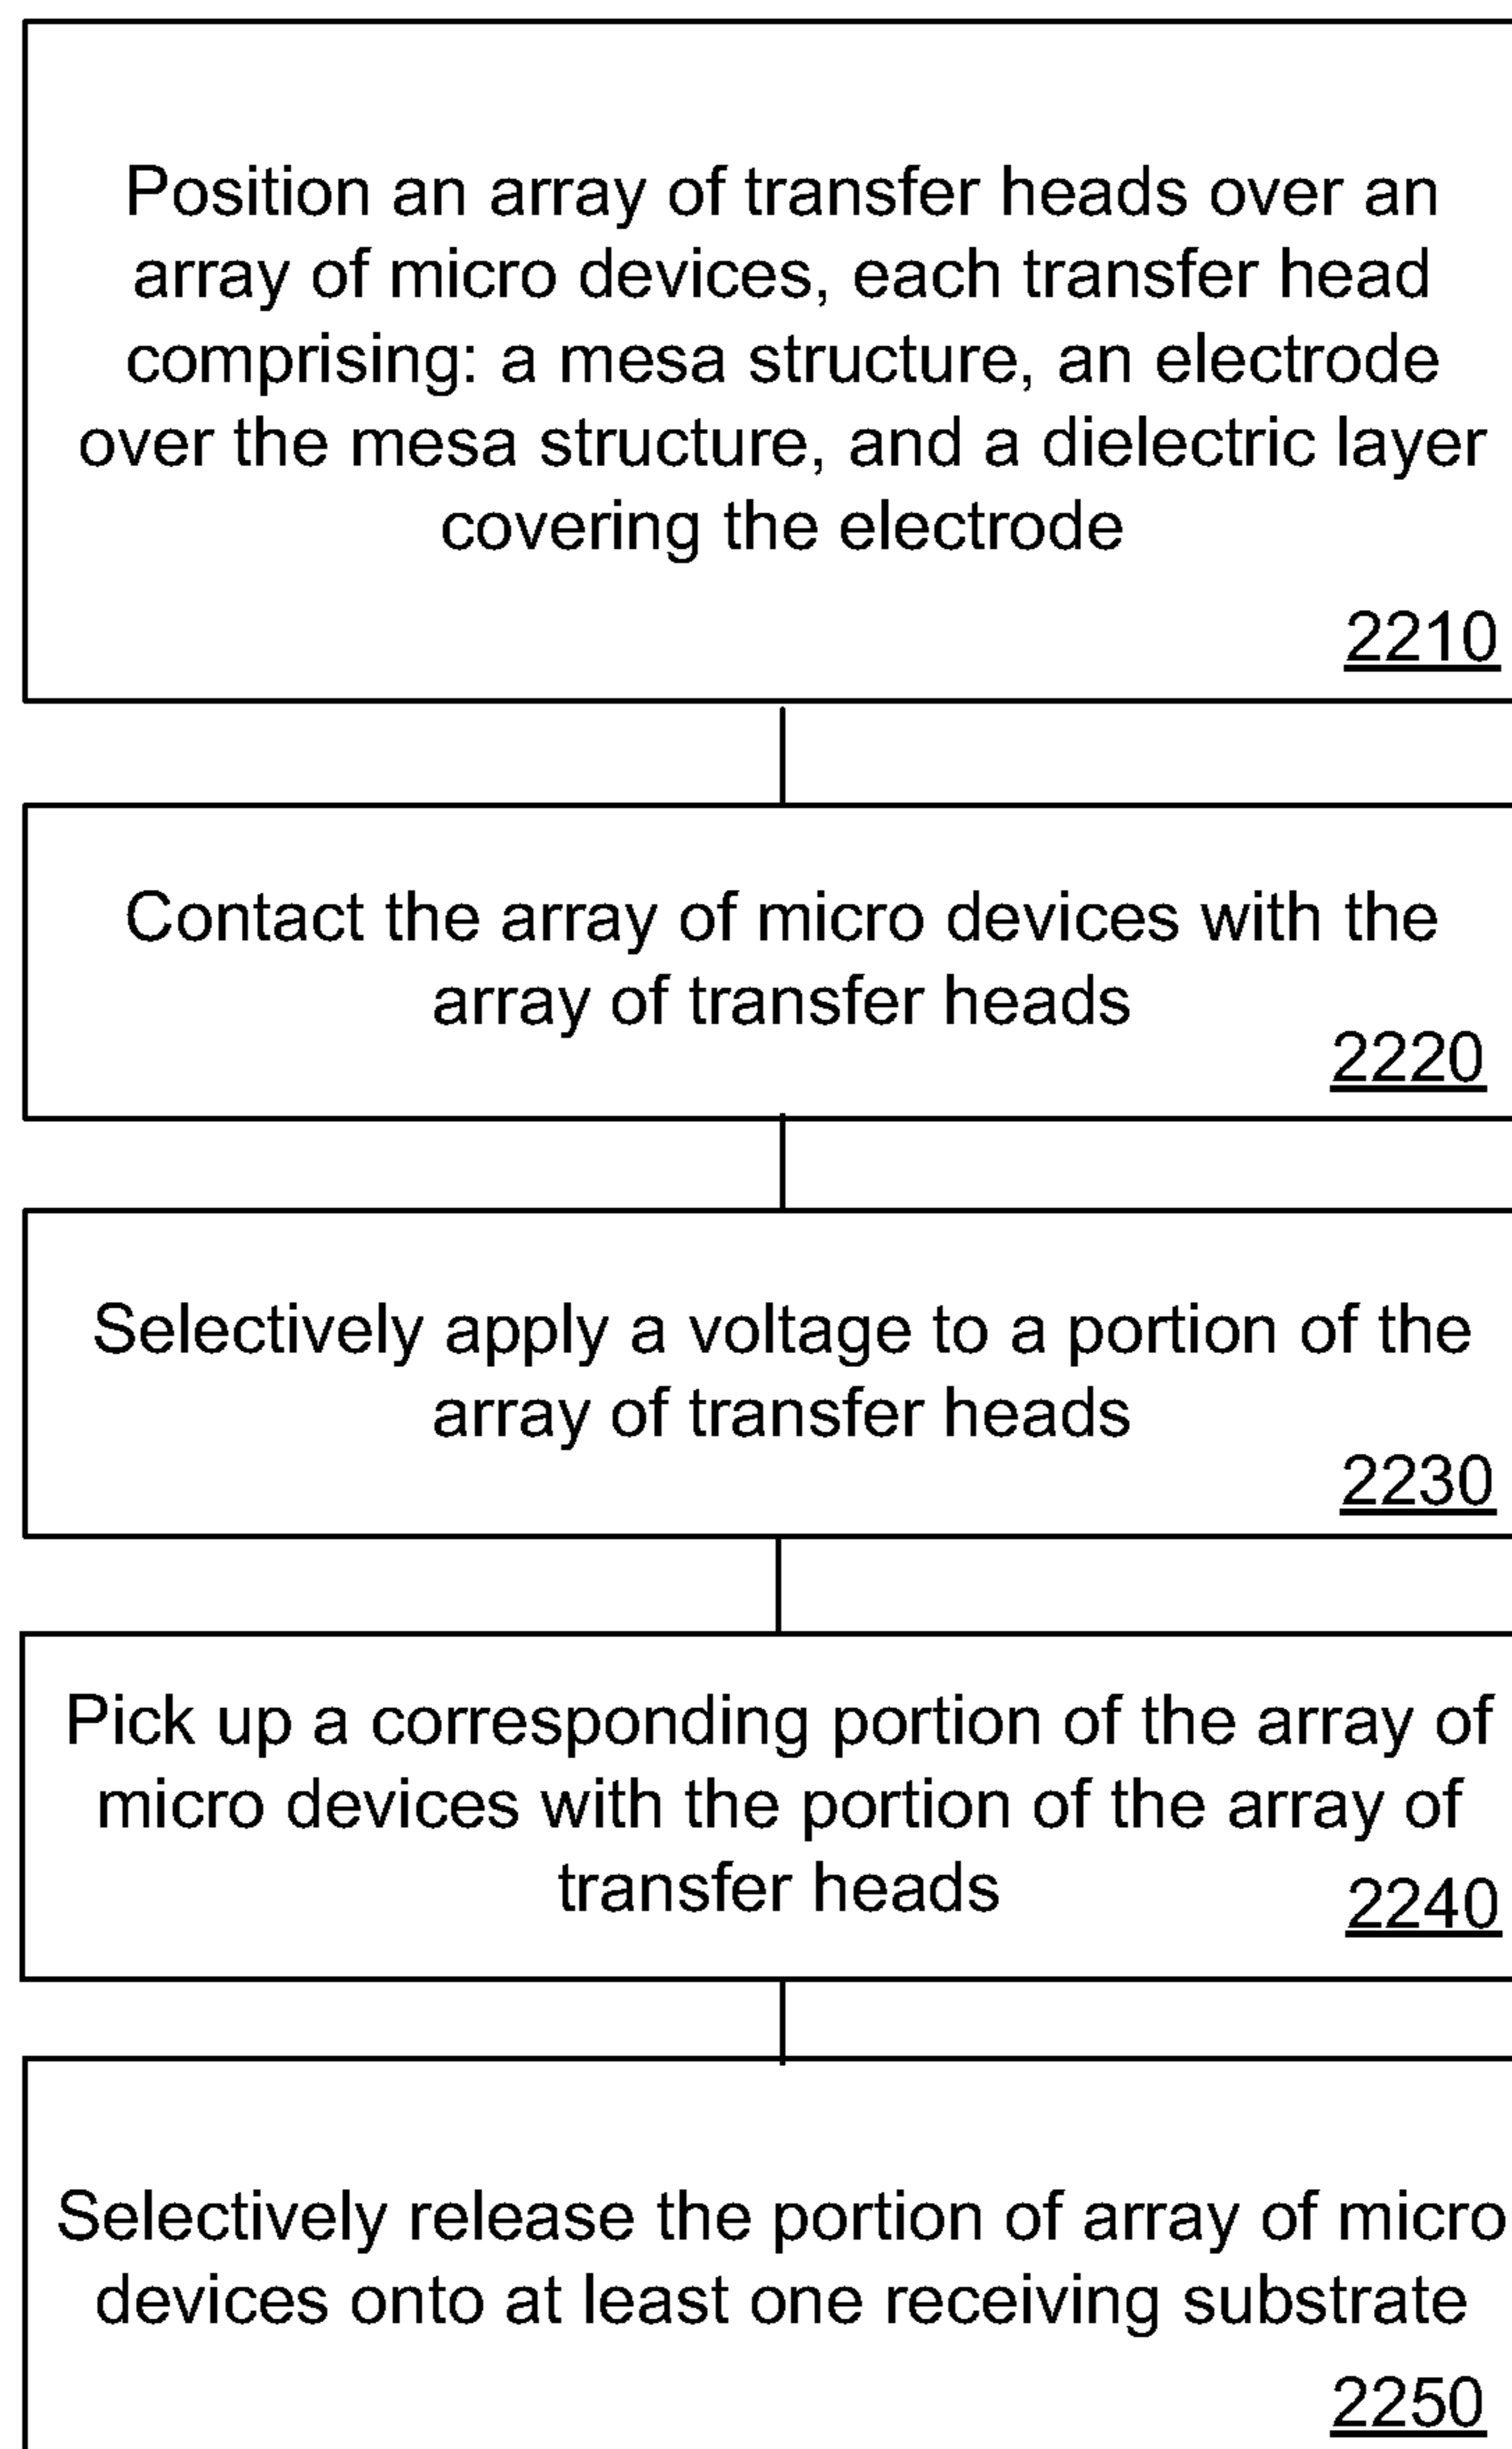 Position an array of transfer heads over an
array of micro devices, each transfer head
comprising: a mesa structure, an electrode
over the mesa structure, and a dielectric layer
covering the electrode
2210
Contact the array of micro devices with the
array of transfer heads
2220
Selectively apply a voltage to a portion of the
array of transfer heads
2230
Pick up a corresponding portion of the array of
micro devices with the portion of the array of
transfer heads
2240
Selectively release the portion of array of micro
devices onto at least one receiving substrate
2250